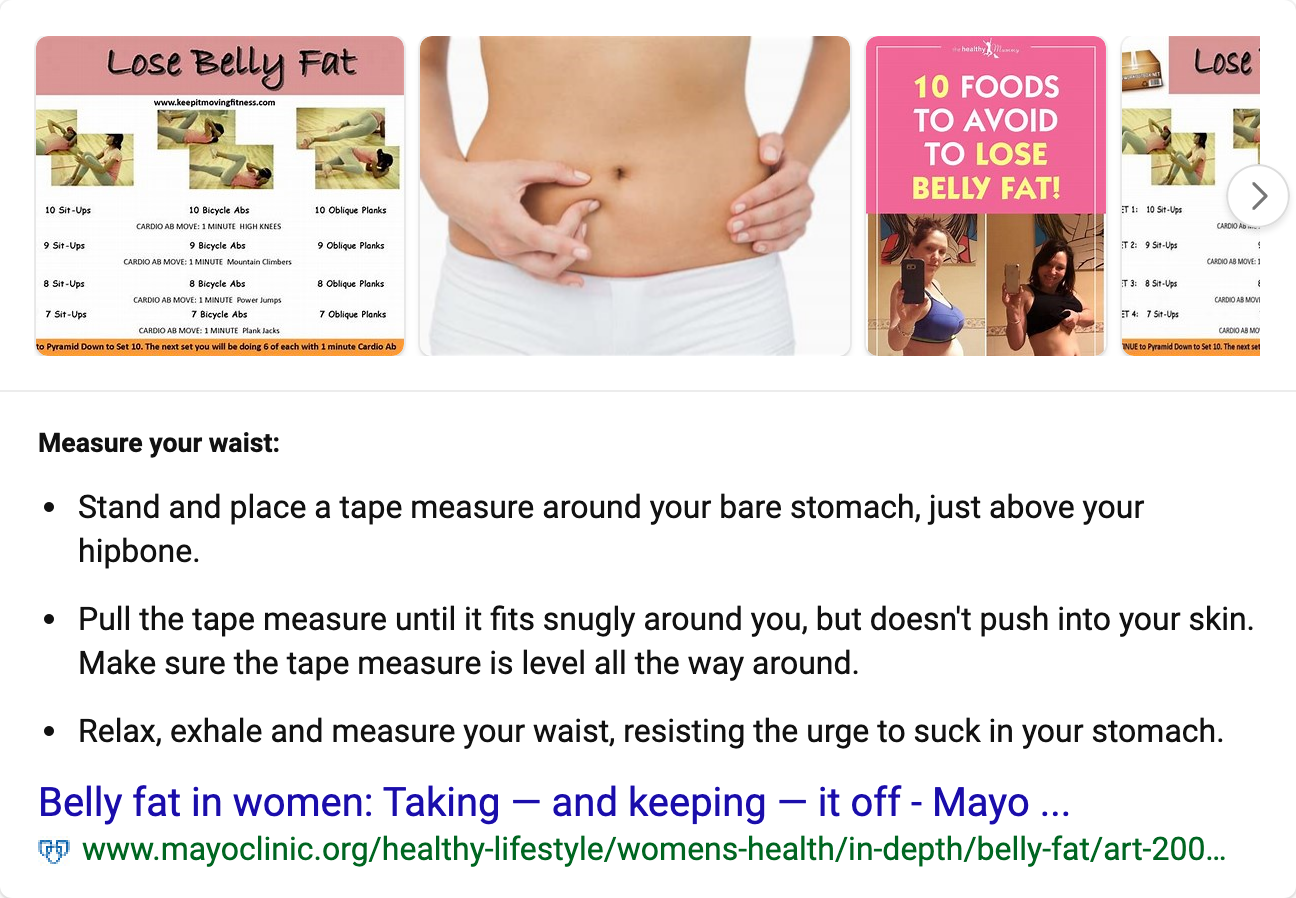 Lose Belly Fat
www.keepitmovingfitness.com
10 Sit-Ups 10 Bicycle Abs 10 Oblique Planks
CARDIO AB MOVE: 1 MINUTE HIGH KNEES
9 Sit-Ups 9 Bicycle Abs 9 Oblique Planks
CARDIO AB MOVE: 1 MINUTE Mountain Climbers
8 Sit-Ups 8 Bicycle Abs 8 Oblique Planks
CARDIO AB MOVE: 1 MINUTE Power Jumps
7 Sit-Ups 7 Bicycle Abs 7 Oblique Planks
CARDIO AB MOVE: 1 MINUTE Plank Jacks
to Pyramid Down to Set 10. The next set you will be doing 6 of each with 1 minute Cardio Ab
the healthy Mummy
10 FOODS
TO AVOID
TO LOSE
BELLY FAT!
Lose
ET 1: 10 Sit-Ups
CARDIO AB
ET 2: 9 Sit-Ups 9
CARDIO AB MOVE: 1
ET 3: 8 Sit-Ups 8
CARDIO AB MOVI
ET 4: 7 Sit-Ups 7
CARDIO AB MO
INUE to Pyramid Down to Set 10. The next set
Measure your waist:
• Stand and place a tape measure around your bare stomach, just above your
hipbone.
• Pull the tape measure until it fits snugly around you, but doesn't push into your skin.
Make sure the tape measure is level all the way around.
• Relax, exhale and measure your waist, resisting the urge to suck in your stomach.
Belly fat in women: Taking — and keeping — it off - Mayo ...
www.mayoclinic.org/healthy-lifestyle/womens-health/in-depth/belly-fat/art-200...